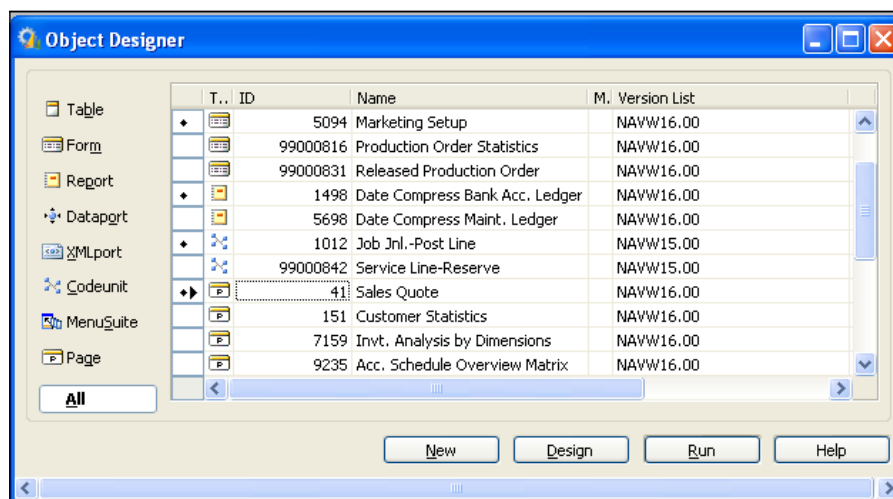 Object Designer
T.. ID Name M. Version List
Table
Form
Report
Dataport
XMLport
Codeunit
MenuSuite
Page
All
5094 Marketing Setup NAVW16.00
99000816 Production Order Statistics NAVW16.00
99000831 Released Production Order NAVW16.00
1498 Date Compress Bank Acc. Ledger NAVW16.00
5698 Date Compress Maint. Ledger NAVW16.00
1012 Job Jnl.-Post Line NAVW15.00
99000842 Service Line-Reserve NAVW15.00
41 Sales Quote NAVW16.00
151 Customer Statistics NAVW16.00
7159 Invt. Analysis by Dimensions NAVW16.00
9235 Acc. Schedule Overview Matrix NAVW16.00
New Design Run Help